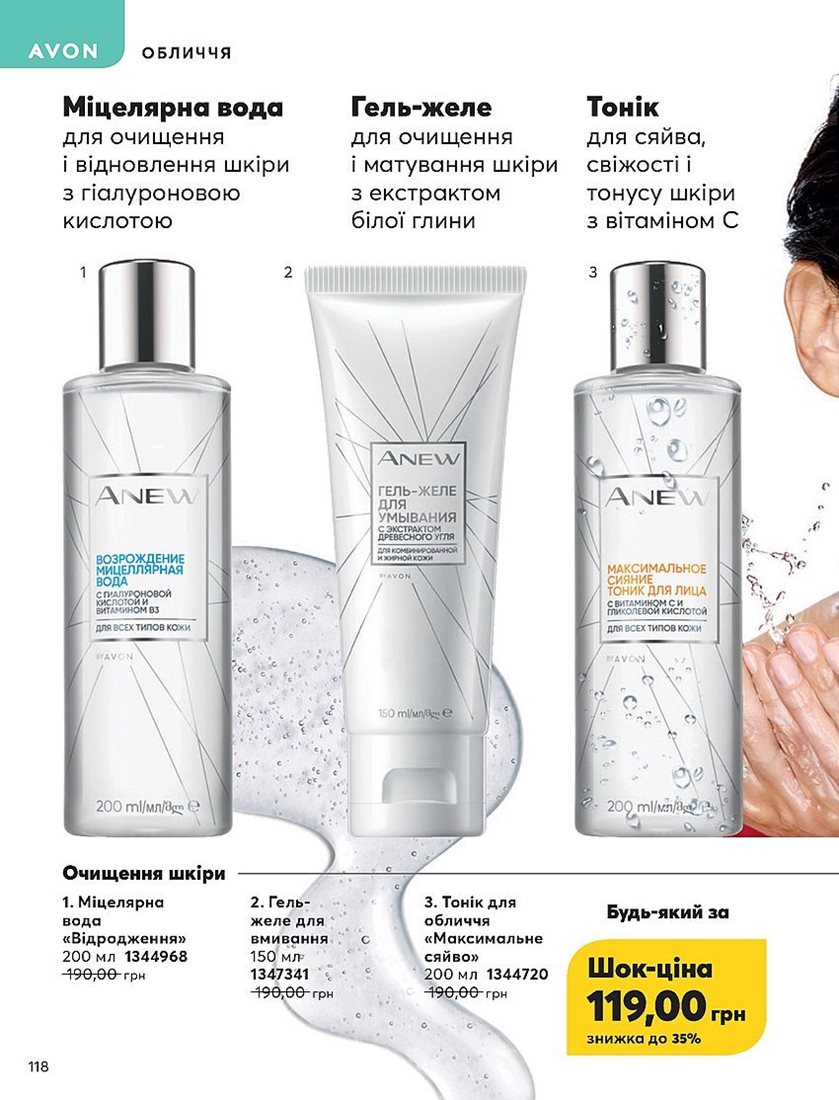 AVON
ОБЛИЧЧЯ
Міцелярна вода
для очищення
і відновлення шкіри
з гіалуроновою
кислотою
Гель-желе
для очищення
і матування шкіри
з екстрактом
білої глини
Тонік
для сяйва,
свіжості і
тонусу шкіри
з вітаміном С
1
2
3
ANEW
ВОЗРОЖДЕНИЕ
МИЦЕЛЛЯРНАЯ
ВОДА
С ГИАЛУРОНОВОЙ
КИСЛОТОЙ И
ВИТАМИНОМ В3
ДЛЯ ВСЕХ ТИПОВ КОЖИ
BY AVON
200 ml/мл/მლ e
ANEW
ГЕЛЬ-ЖЕЛЕ
ДЛЯ
УМЫВАНИЯ
С ЭКСТРАКТОМ
ДРЕВЕСНОГО УГЛЯ
ДЛЯ КОМБИНИРОВАННОЙ
И ЖИРНОЙ КОЖИ
BY AVON
150 ml/мл/მლ e
ANEW
МАКСИМАЛЬНОЕ
СИЯНИЕ
ТОНИК ДЛЯ ЛИЦА
С ВИТАМИНОМ С И
ГЛИКОЛЕВОЙ КИСЛОТОЙ
ДЛЯ ВСЕХ ТИПОВ КОЖИ
BY AVON
200 ml/мл/მლ e
Очищення шкіри
1. Міцелярна
вода
«Відродження»
200 мл 1344968
190,00 грн
2. Гель-
желе для
вмивання
150 мл
1347341
190,00 грн
3. Тонік для
обличчя
«Максимальне
сяйво»
200 мл 1344720
190,00 грн
Будь-який за
Шок-ціна
119,00 грн
знижка до 35%
118